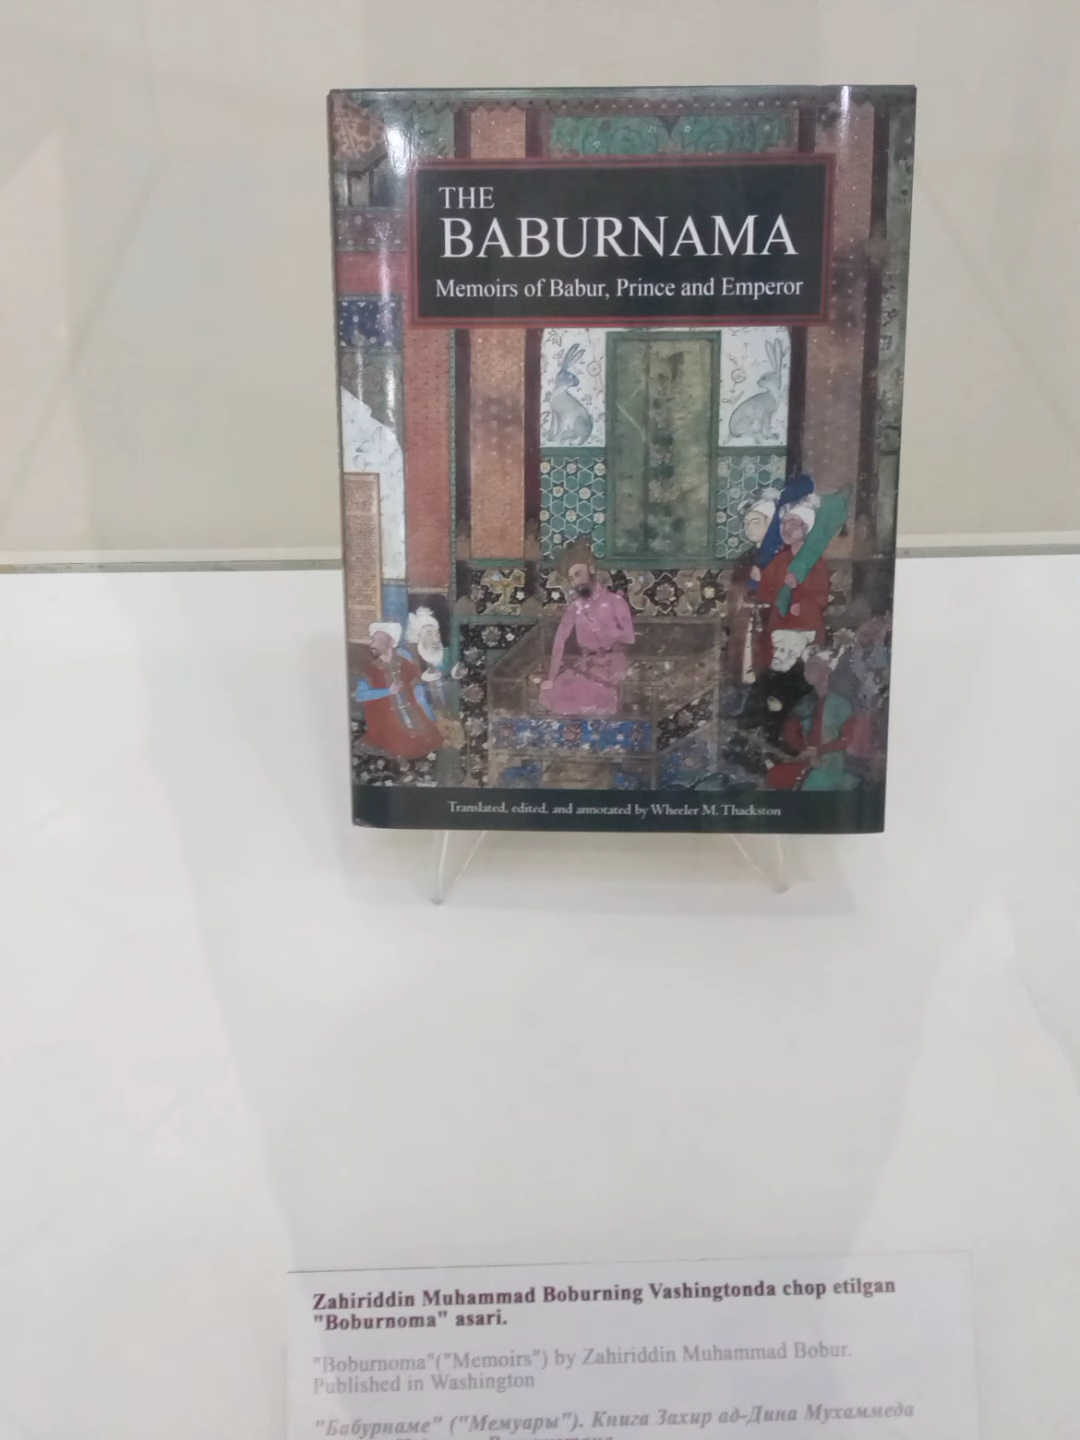 THE
BABURNAMA
Memoirs of Babur, Prince and Emperor
Translated, edited, and annotated by Wheeler M. Thackston
Zahiriddin Muhammad Boburning Vashingtonda chop etilgan
"Boburnoma" asari.
"Boburnoma"("Memoirs") by Zahiriddin Muhammad Bobur.
Published in Washington
"Бабурнаме" ("Мемуары"). Книга Захир ад-Дина Мухаммеда